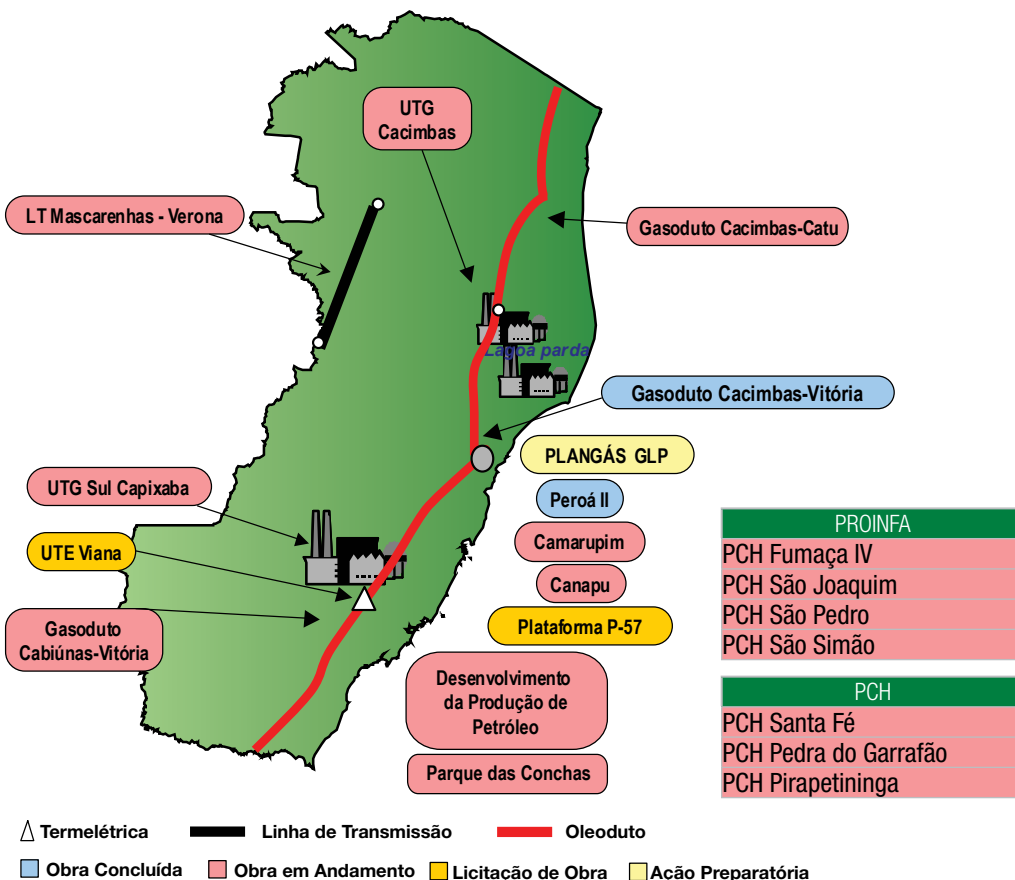 UTG
Cacimbas
LT Mascarenhas - Verona
Gasoduto Cacimbas-Catu
Lagoa parda
Gasoduto Cacimbas-Vitória
PLANGÁS GLP
UTG Sul Capixaba
Peroá II
Camarupim
UTE Viana
Canapu
Plataforma P-57
Gasoduto
Cabiúnas-Vitória
Desenvolvimento
da Produção de
Petróleo
Parque das Conchas
PROINFA
PCH Fumaça IV
PCH São Joaquim
PCH São Pedro
PCH São Simão
PCH
PCH Santa Fé
PCH Pedra do Garrafão
PCH Pirapetininga
Termelétrica
Linha de Transmissão
Oleoduto
Obra Concluída
Obra em Andamento
Licitação de Obra
Ação Preparatória